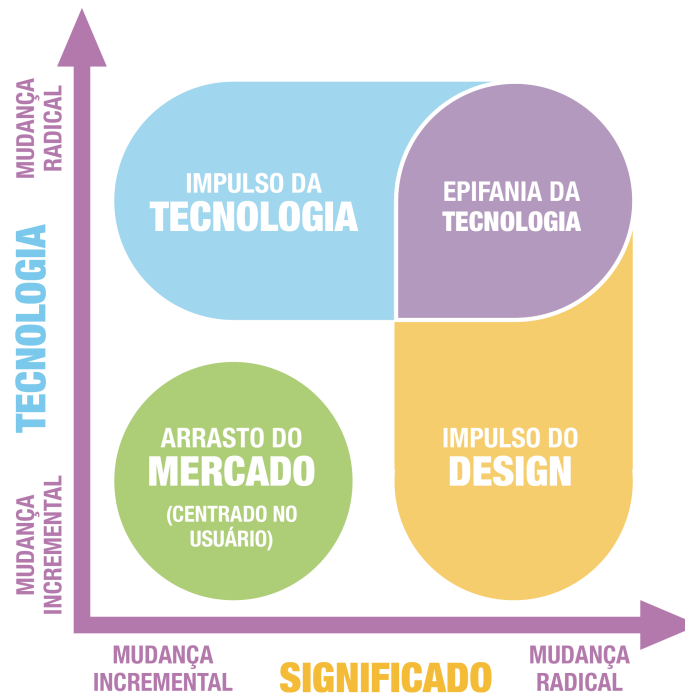 MUDANÇA
RADICAL
TECNOLOGIA
MUDANÇA
INCREMENTAL
IMPULSO DA
TECNOLOGIA
EPIFANIA DA
TECNOLOGIA
ARRASTO DO
MERCADO
(CENTRADO NO
USUÁRIO)
IMPULSO DO
DESIGN
MUDANÇA
INCREMENTAL
SIGNIFICADO
MUDANÇA
RADICAL